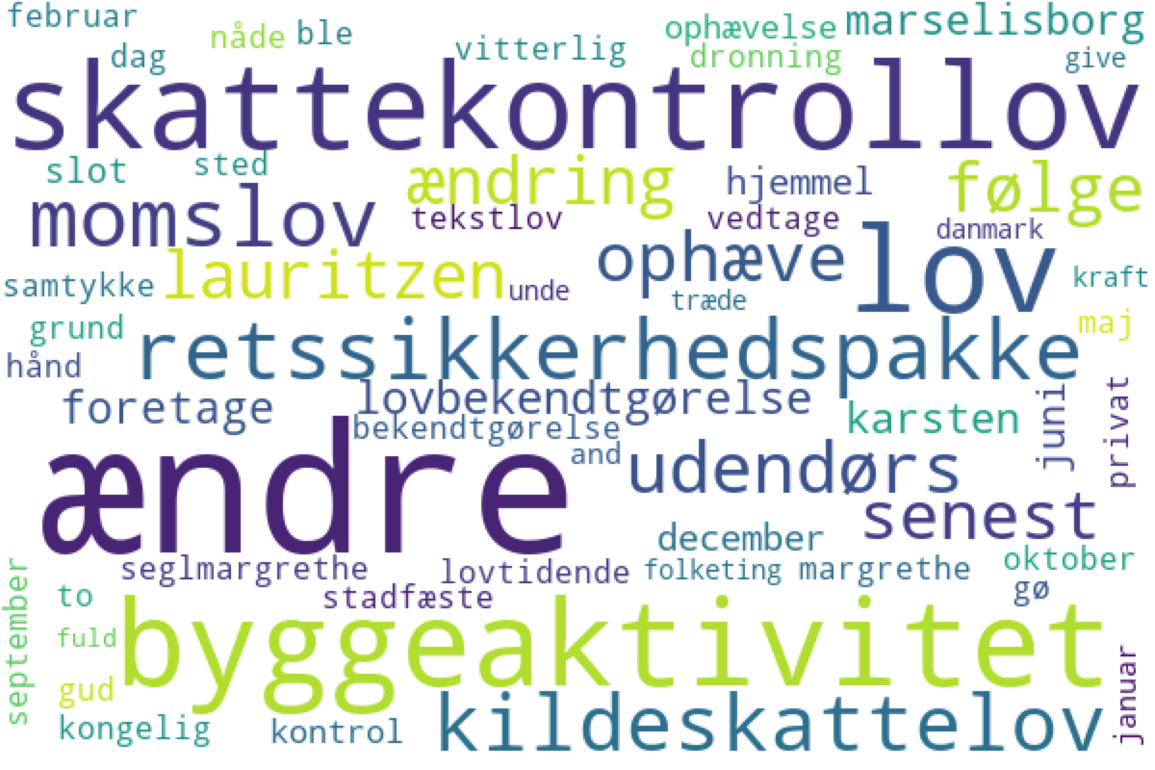 februar
nåde ble
ophævelse marselisborg
dag
vitterlig
dronning
give
skattekontrollov
slot sted
ændring
hjemmel
følge
momslov
tekstlov
vedtage
danmark
lauritzen
ophæve
lov
samtykke
unde
træde
kraft
grund
retssikkerhedspakke
maj
hånd
foretage
lovbekendtgørelse
karsten
juni
privat
bekendtgørelse
ændre
and
udendørs
senest
december
seglmargrethe
lovtidende
folketing
margrethe
oktober
september
to
stadfæste
gø
fuld
byggeaktivitet
gud
januar
kongelig
kontrol
kildeskattelov